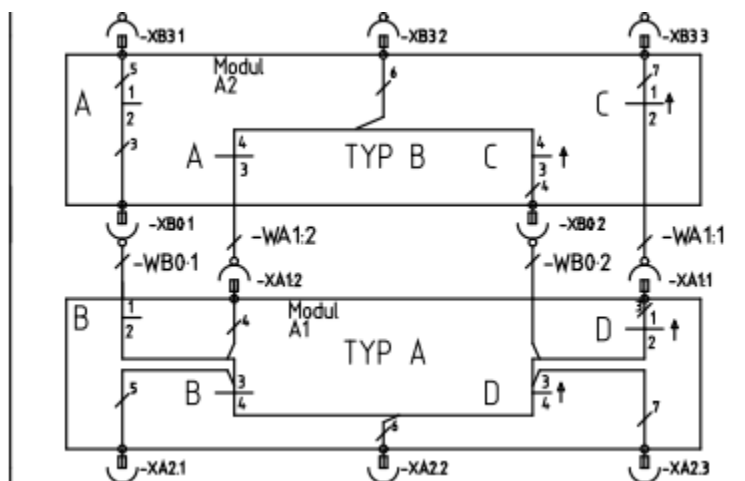 -XB3:1 -XB3:2 -XB3:3
5 Modul 6 7
A2
A 1 C 1
2 2
3 A 4 TYP B C 4
3 3
4
-XB0:1 -XB0:2
-WA1:2 -WA1:1
-WB0:1 -WB0:2
-XA1:2 -XA1:1
B 1 4 Modul D 1
2 A1 2
TYP A
5 B 3 D 3
4 4
6 7
-XA2:1 -XA2:2 -XA2:3